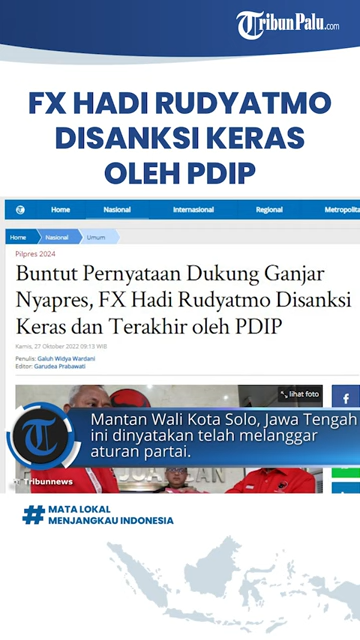 TribunPalu.com
FX HADI RUDYATMO
DISANKSI KERAS
OLEH PDIP
Home Nasional Internasional Regional Metropolita
Home Nasional Umum
Pilpres 2024
Buntut Pernyataan Dukung Ganjar
Nyapres, FX Hadi Rudyatmo Disanksi
Keras dan Terakhir oleh PDIP
Kamis, 27 Oktober 2022 09:13 WIB
Penulis: Galuh Widya Wardani
Editor: Garudea Prabawati
lihat foto
Mantan Wali Kota Solo, Jawa Tengah
ini dinyatakan telah melanggar
aturan partai.
Tribunnews
# MATA LOKAL
MENJANGKAU INDONESIA